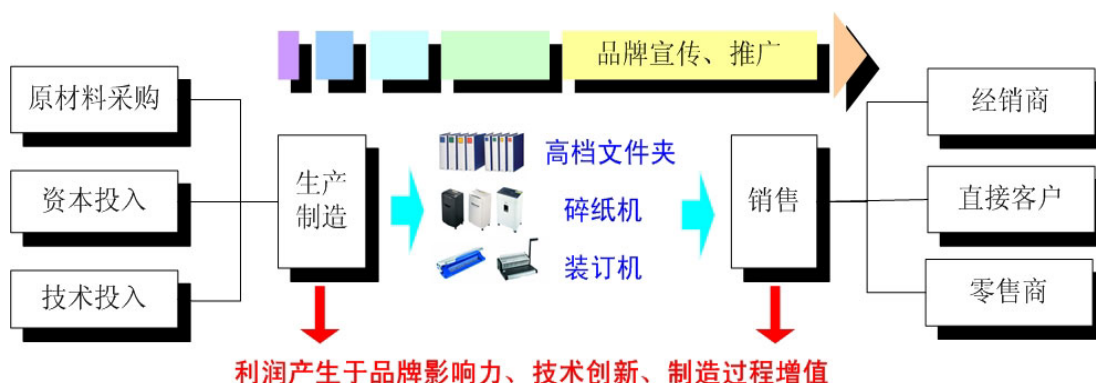 品牌宣传、推广
原材料采购
资本投入
技术投入
生产
制造
高档文件夹
碎纸机
装订机
销售
经销商
直接客户
零售商
利润产生于品牌影响力、技术创新、制造过程增值